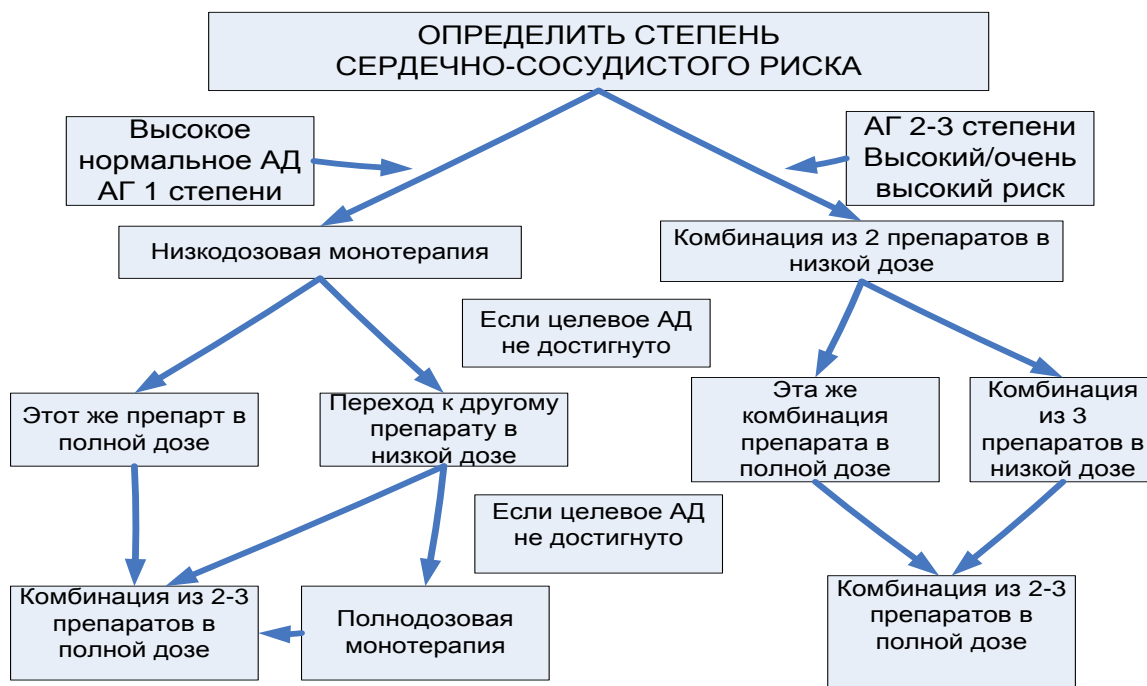 ОПРЕДЕЛИТЬ СТЕПЕНЬ
СЕРДЕЧНО-СОСУДИСТОГО РИСКА
Высокое
нормальное АД
АГ 1 степени
АГ 2-3 степени
Высокий/очень
высокий риск
Низкодозовая монотерапия
Комбинация из 2 препаратов в
низкой дозе
Если целевое АД
не достигнуто
Этот же препарт в
полной дозе
Переход к другому
препарату в
низкой дозе
Эта же
комбинация
препарата в
полной дозе
Комбинация
из 3
препаратов в
низкой дозе
Если целевое АД
не достигнуто
Комбинация из 2-3
препаратов в
полной дозе
Полнодозовая
монотерапия
Комбинация из 2-3
препаратов в
полной дозе